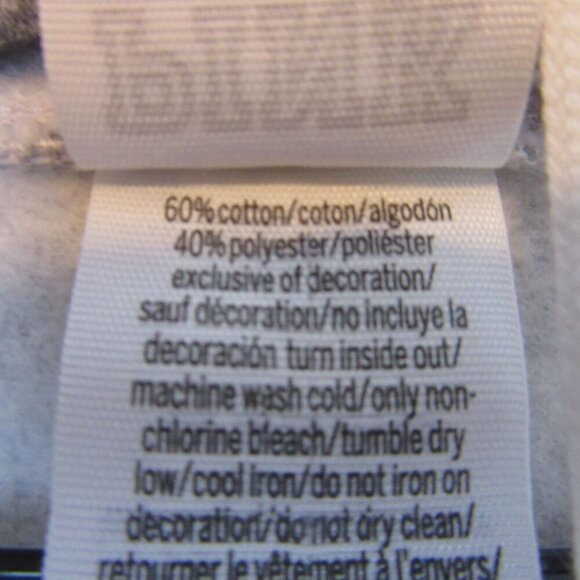 PINK
60%cotton/coton/algodón
40%polyester/poliéster
exclusive of decoration/
sauf décoration/no incluye la
decoración turn inside out/
machine wash cold/only non-
chlorine bleach/tumble dry
low/cool iron/do not iron on
decoration/do not dry clean/
retourner le vêtement à l'envers/